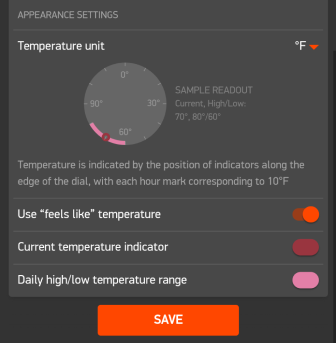 APPEARANCE SETTINGS
Temperature unit °F
0°
90° 30°
60°
SAMPLE READOUT
Current, High/Low:
70°, 80°/60°
Temperature is indicated by the position of indicators along the
edge of the dial, with each hour mark corresponding to 10°F
Use “feels like” temperature
Current temperature indicator
Daily high/low temperature range
SAVE